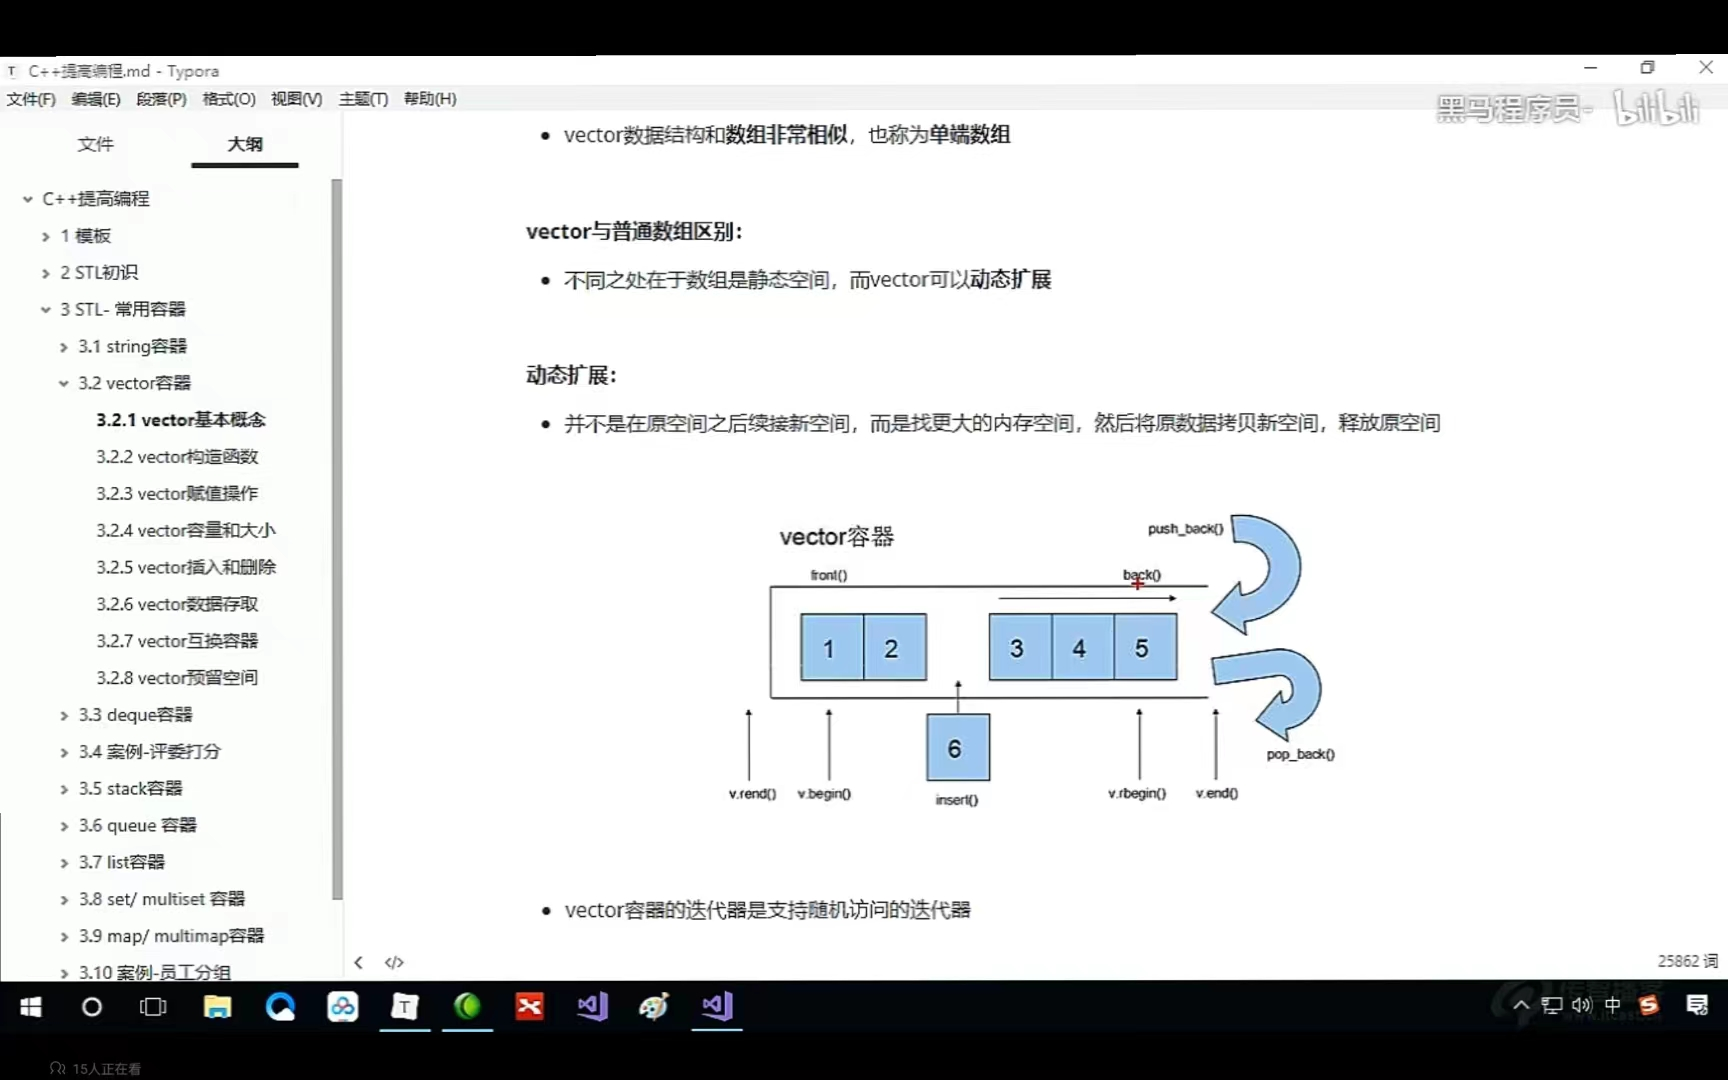 C++提高编程.md - Typora
文件(F) 编辑(E) 段落(P) 格式(O) 视图(V) 主题(T) 帮助(H)
黑马程序员- bilibili
文件 大纲
C++提高编程
1 模板
2 STL初识
3 STL- 常用容器
3.1 string容器
3.2 vector容器
3.2.1 vector基本概念
3.2.2 vector构造函数
3.2.3 vector赋值操作
3.2.4 vector容量和大小
3.2.5 vector插入和删除
3.2.6 vector数据存取
3.2.7 vector互换容器
3.2.8 vector预留空间
3.3 deque容器
3.4 案例-评委打分
3.5 stack容器
3.6 queue 容器
3.7 list容器
3.8 set/ multiset 容器
3.9 map/ multimap容器
3.10 案例-员工分组
vector数据结构和数组非常相似，也称为单端数组
vector与普通数组区别：
不同之处在于数组是静态空间，而vector可以动态扩展
动态扩展：
并不是在原空间之后续接新空间，而是找更大的内存空间，然后将原数据拷贝新空间，释放原空间
vector容器
push_back()
front() back()
1 2 3 4 5
6
pop_back()
v.rend() v.begin() insert() v.rbegin() v.end()
vector容器的迭代器是支持随机访问的迭代器
25862 词
中
15人正在看